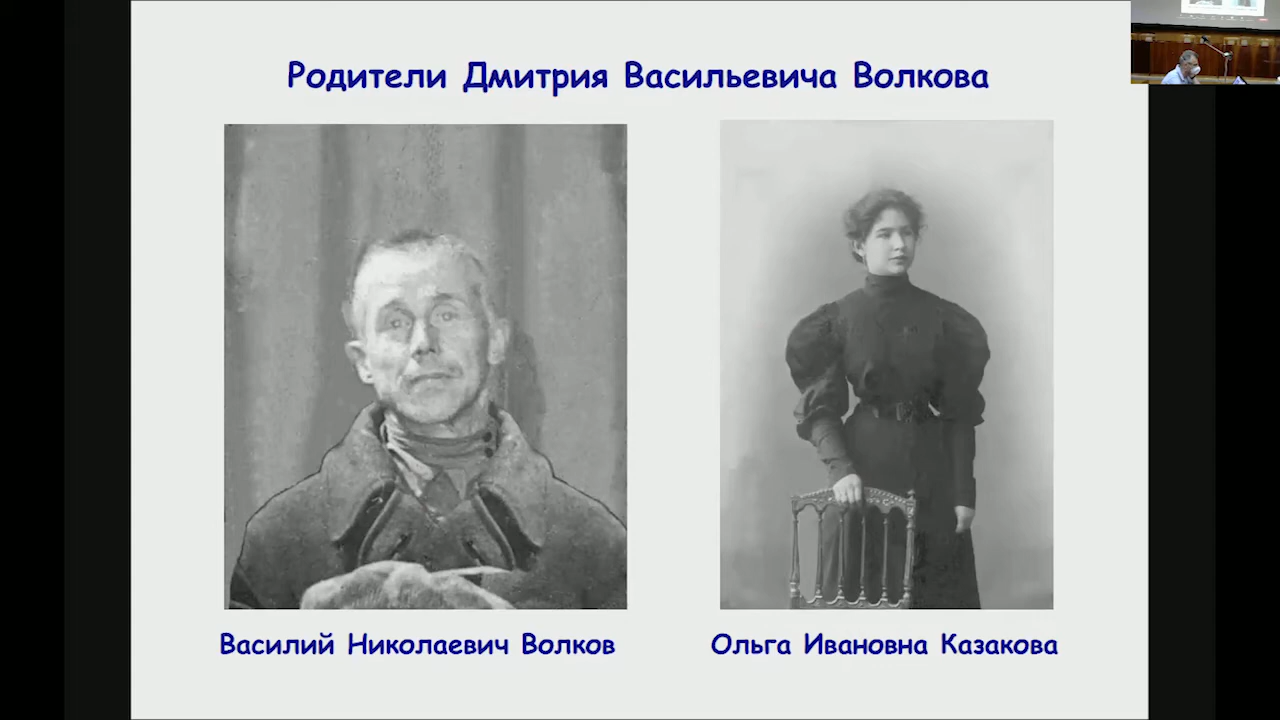 Родители Дмитрия Васильевича Волкова
Василий Николаевич Волков
Ольга Ивановна Казакова